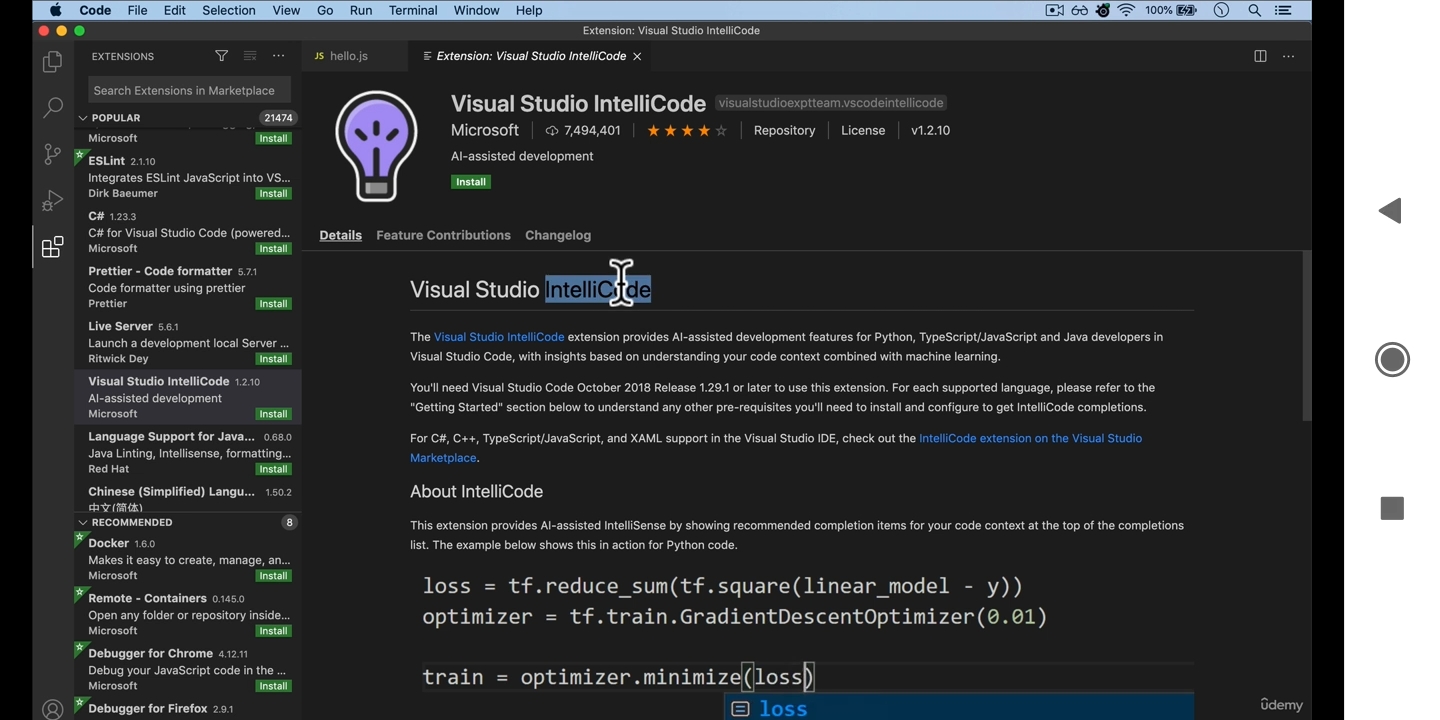 Code File Edit Selection View Go Run Terminal Window Help 100%
Extension: Visual Studio IntelliCode
EXTENSIONS
Search Extensions in Marketplace
POPULAR 21474
Microsoft Install
ESLint 2.1.10
Integrates ESLint JavaScript into VS...
Dirk Baeumer Install
C# 1.23.3
C# for Visual Studio Code (powered...
Microsoft Install
Prettier - Code formatter 5.7.1
Code formatter using prettier
Prettier Install
Live Server 5.6.1
Launch a development local Server ...
Ritwick Dey Install
Visual Studio IntelliCode 1.2.10
AI-assisted development
Microsoft Install
Language Support for Java... 0.68.0
Java Linting, Intellisense, formatting...
Red Hat Install
Chinese (Simplified) Langu... 1.50.2
中文(简体)
RECOMMENDED 8
Docker 1.6.0
Makes it easy to create, manage, an...
Microsoft Install
Remote - Containers 0.145.0
Open any folder or repository inside...
Microsoft Install
Debugger for Chrome 4.12.11
Debug your JavaScript code in the ...
Microsoft Install
Debugger for Firefox 2.9.1
JS hello.js Extension: Visual Studio IntelliCode
Visual Studio IntelliCode visualstudioexptteam.vscodeintellicode
Microsoft 7,494,401 Repository License v1.2.10
AI-assisted development
Install
Details Feature Contributions Changelog
Visual Studio IntelliCode
The Visual Studio IntelliCode extension provides AI-assisted development features for Python, TypeScript/JavaScript and Java developers in
Visual Studio Code, with insights based on understanding your code context combined with machine learning.
You'll need Visual Studio Code October 2018 Release 1.29.1 or later to use this extension. For each supported language, please refer to the
"Getting Started" section below to understand any other pre-requisites you'll need to install and configure to get IntelliCode completions.
For C#, C++, TypeScript/JavaScript, and XAML support in the Visual Studio IDE, check out the IntelliCode extension on the Visual Studio
Marketplace.
About IntelliCode
This extension provides AI-assisted IntelliSense by showing recommended completion items for your code context at the top of the completions
list. The example below shows this in action for Python code.
loss = tf.reduce_sum(tf.square(linear_model - y))
optimizer = tf.train.GradientDescentOptimizer(0.01)
train = optimizer.minimize(loss)
loss
ûdemy